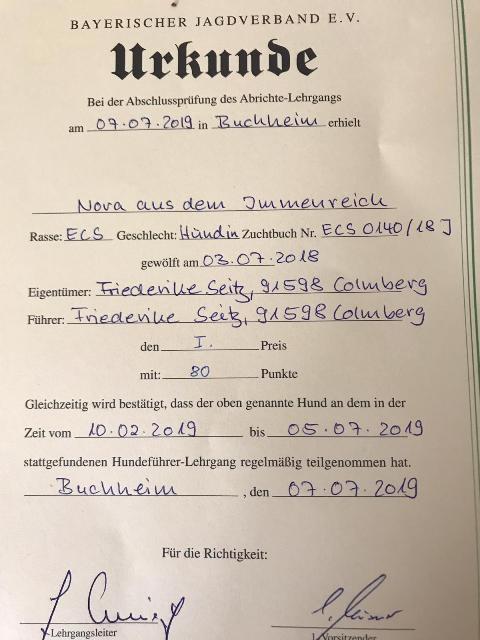 BAYERISCHER JAGDVERBAND E.V.
Urkunde
Bei der Abschlussprüfung des Abrichte-Lehrgangs
am 07.07.2019 in Buchheim erhielt
Nova aus dem Immenreich
Rasse: ECS Geschlecht: Hündin Zuchtbuch Nr. ECS 0140/18 J
gewölft am 03.07.2018
Eigentümer: Friederike Seitz, 91598 Colmberg
Führer: Friederike Seitz, 91598 Colmberg
den I. Preis
mit: 80 Punkte
Gleichzeitig wird bestätigt, dass der oben genannte Hund an dem in der
Zeit vom 10.02.2019 bis 05.07.2019
stattgefundenen Hundeführer-Lehrgang regelmäßig teilgenommen hat.
Buchheim, den 07.07.2019
Für die Richtigkeit:
Lehrgangsleiter 1. Vorsitzender